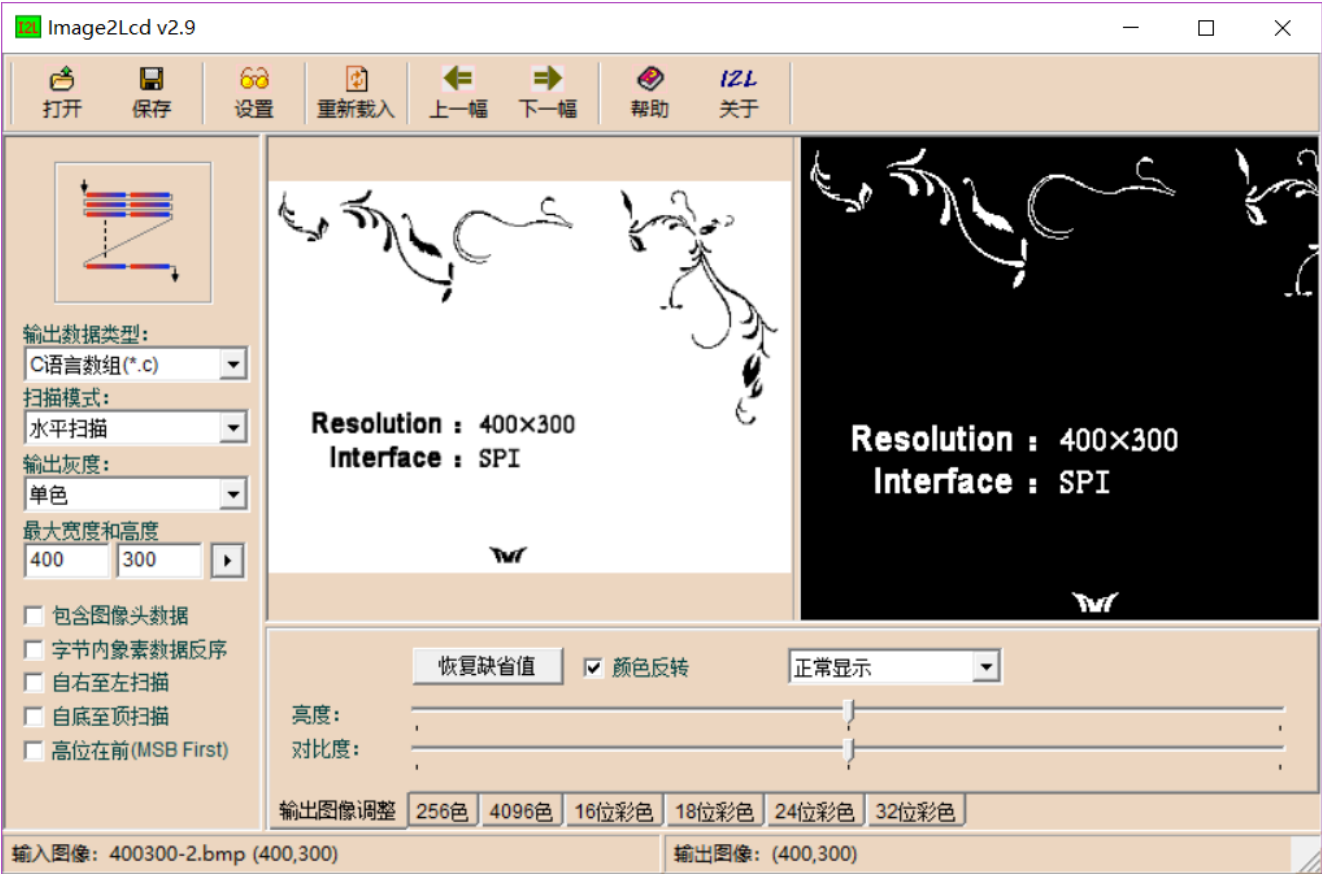 I2L Image2Lcd v2.9
打开 保存 设置 重新载入 上一幅 下一幅 帮助 I2L 关于
输出数据类型:
C语言数组(*.c)
扫描模式:
水平扫描
输出灰度:
单色
最大宽度和高度
400 300
包含图像头数据
字节内象素数据反序
自右至左扫描
自底至顶扫描
高位在前(MSB First)
Resolution : 400×300
Interface : SPI
Resolution : 400×300
Interface : SPI
恢复缺省值 颜色反转 正常显示
亮度:
对比度:
输出图像调整 256色 4096色 16位彩色 18位彩色 24位彩色 32位彩色
输入图像: 400300-2.bmp (400,300) 输出图像: (400,300)